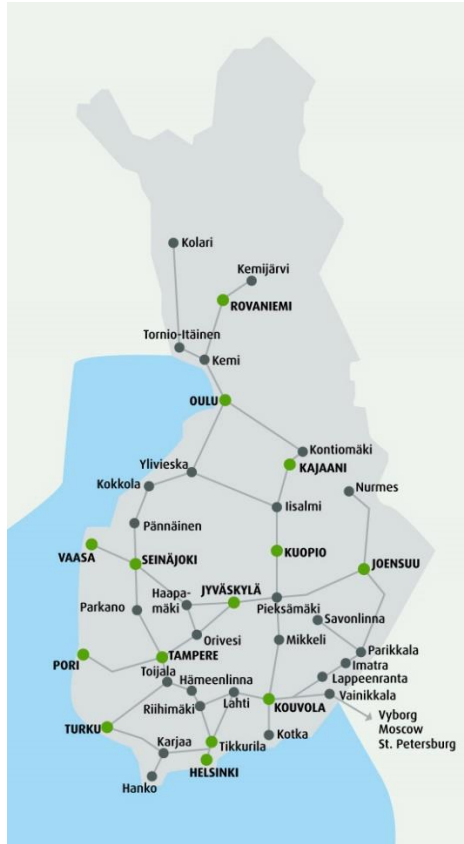 Kolari
Kemijärvi
ROVANIEMI
Tornio-Itäinen
Kemi
OULU
Kontiomäki
KAJAANI
Ylivieska
Nurmes
Kokkola
Iisalmi
Pännäinen
VAASA
SEINÄJOKI
KUOPIO
JOENSUU
Haapa-
mäki
JYVÄSKYLÄ
Parkano
Pieksämäki
Savonlinna
Orivesi
Mikkeli
Parikkala
PORI
TAMPERE
Imatra
Toijala
Hämeenlinna
Lappeenranta
Vainikkala
Riihimäki
Lahti
KOUVOLA
TURKU
Kotka
Vyborg
Moscow
St. Petersburg
Karjaa
Tikkurila
HELSINKI
Hanko